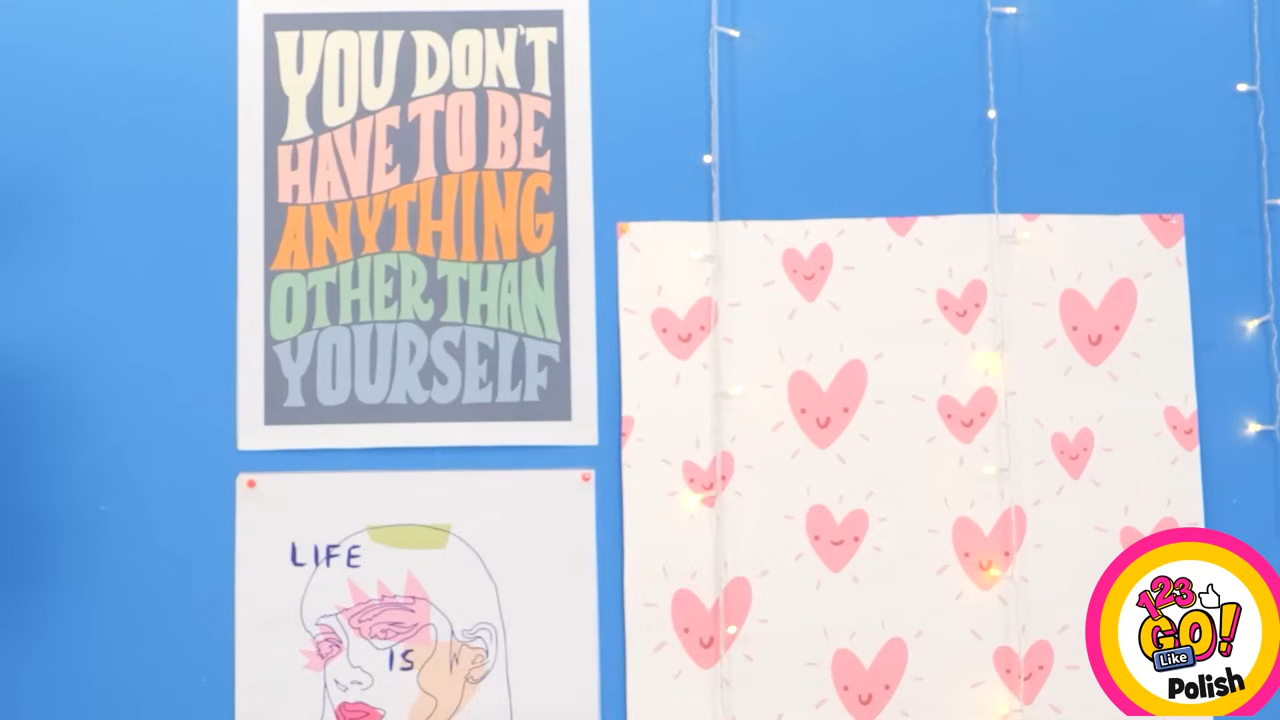 YOU DON'T
HAVE TO BE
ANYTHING
OTHER THAN
YOURSELF
LIFE
IS
123
GO!
Like
Polish